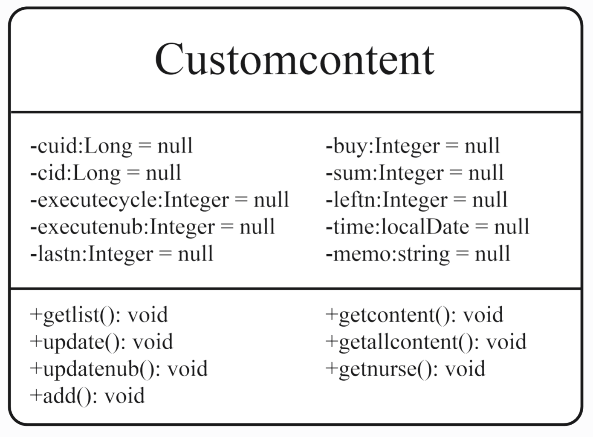 Customcontent
-cuid:Long = null
-cid:Long = null
-executecycle:Integer = null
-executenub:Integer = null
-lastn:Integer = null
-buy:Integer = null
-sum:Integer = null
-leftn:Integer = null
-time:localDate = null
-memo:string = null
+getlist(): void
+update(): void
+updatenub(): void
+add(): void
+getcontent(): void
+getallcontent(): void
+getnurse(): void